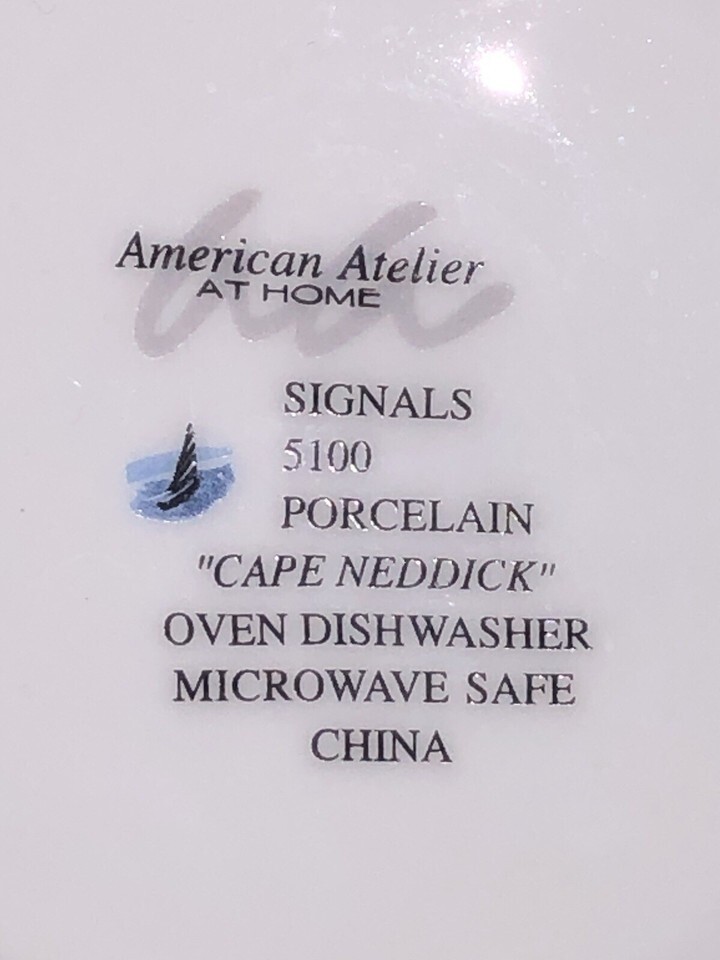 American Atelier
AT HOME
SIGNALS
5100
PORCELAIN
"CAPE NEDDICK"
OVEN DISHWASHER
MICROWAVE SAFE
CHINA